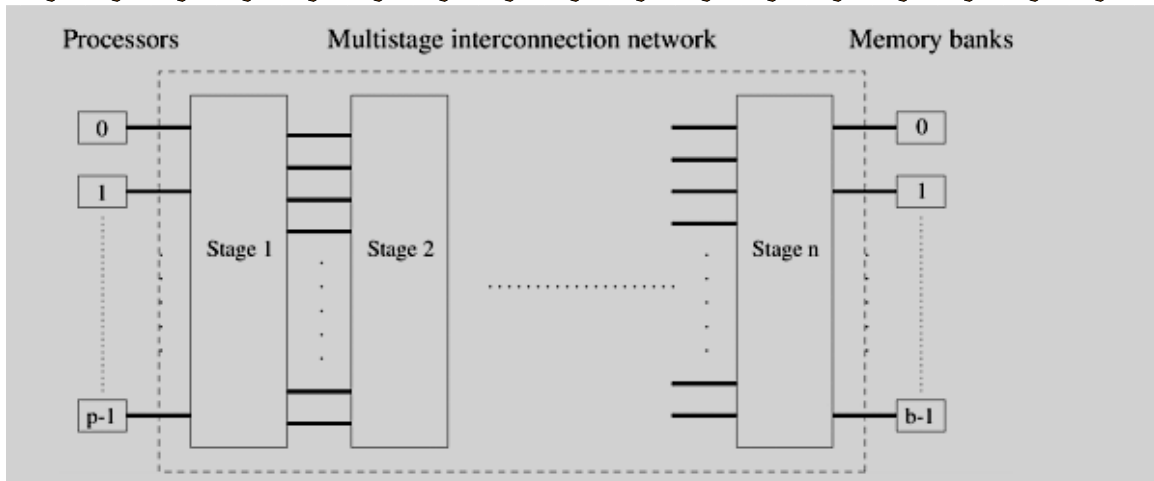 Processors Multistage interconnection network Memory banks
0 0
1 1
Stage 1 Stage 2 Stage n
p-1 b-1